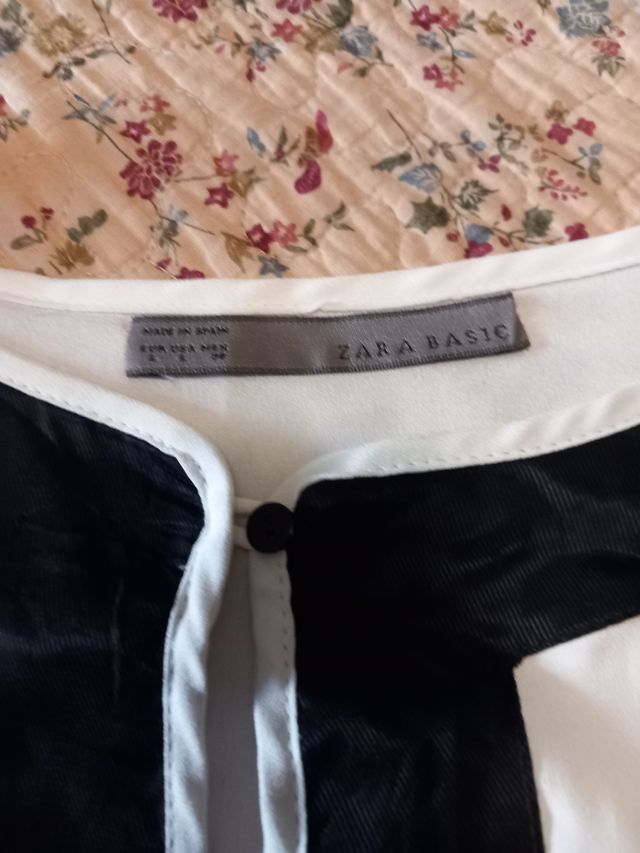 MADE IN SPAIN
EUR USA MEX
ZARA BASIC